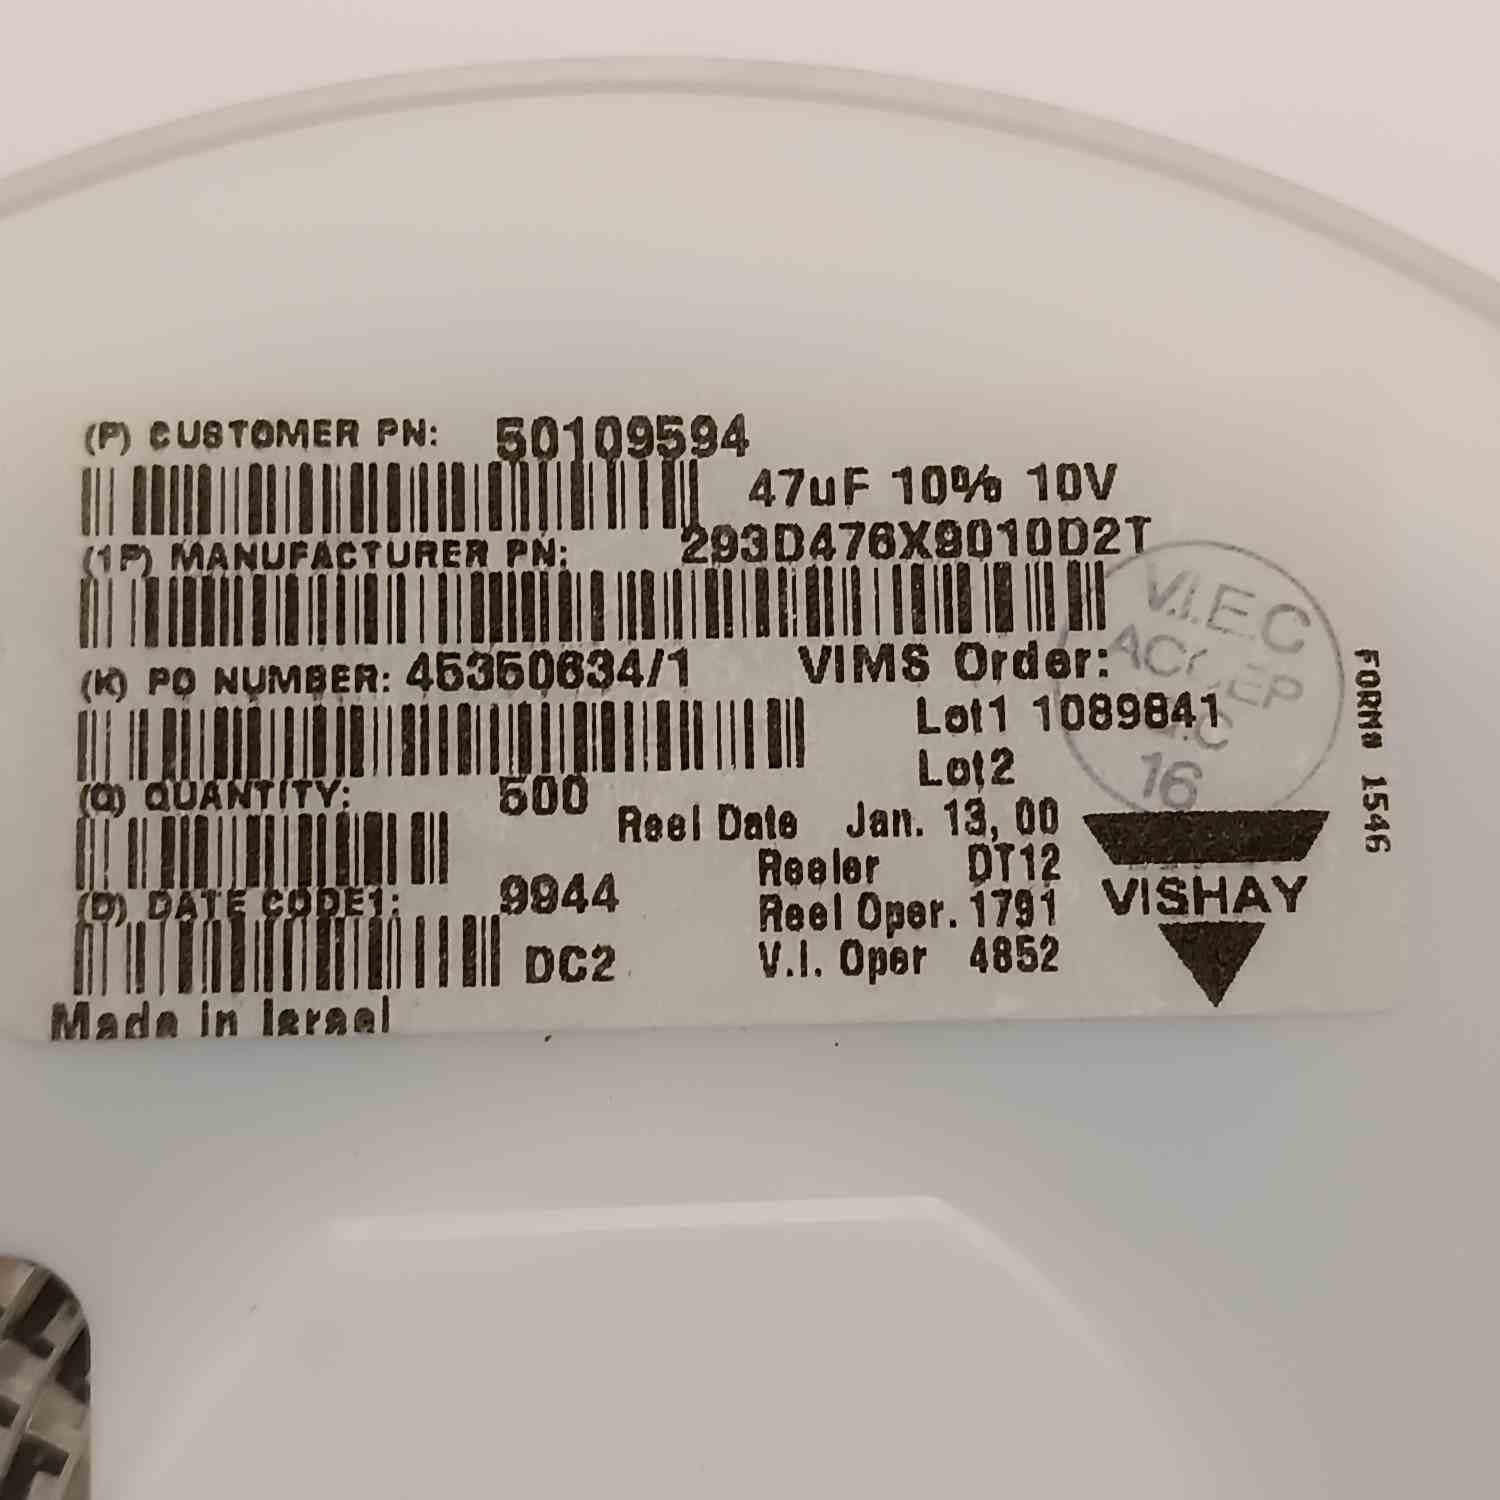 (P) CUSTOMER PN: 50109594
47uF 10% 10V
(1P) MANUFACTURER PN: 293D476X9010D2T
(K) PO NUMBER: 45350634/1
VIMS Order:
Lot1 1089841
Lot2
(Q) QUANTITY: 500
Reel Date Jan. 13, 00
Reeler DT12
(D) DATE CODE1: 9944
Reel Oper. 1791
DC2
V.I. Oper 4852
Made in Israel
V.I.E.C
16
VISHAY
FORM# 1546